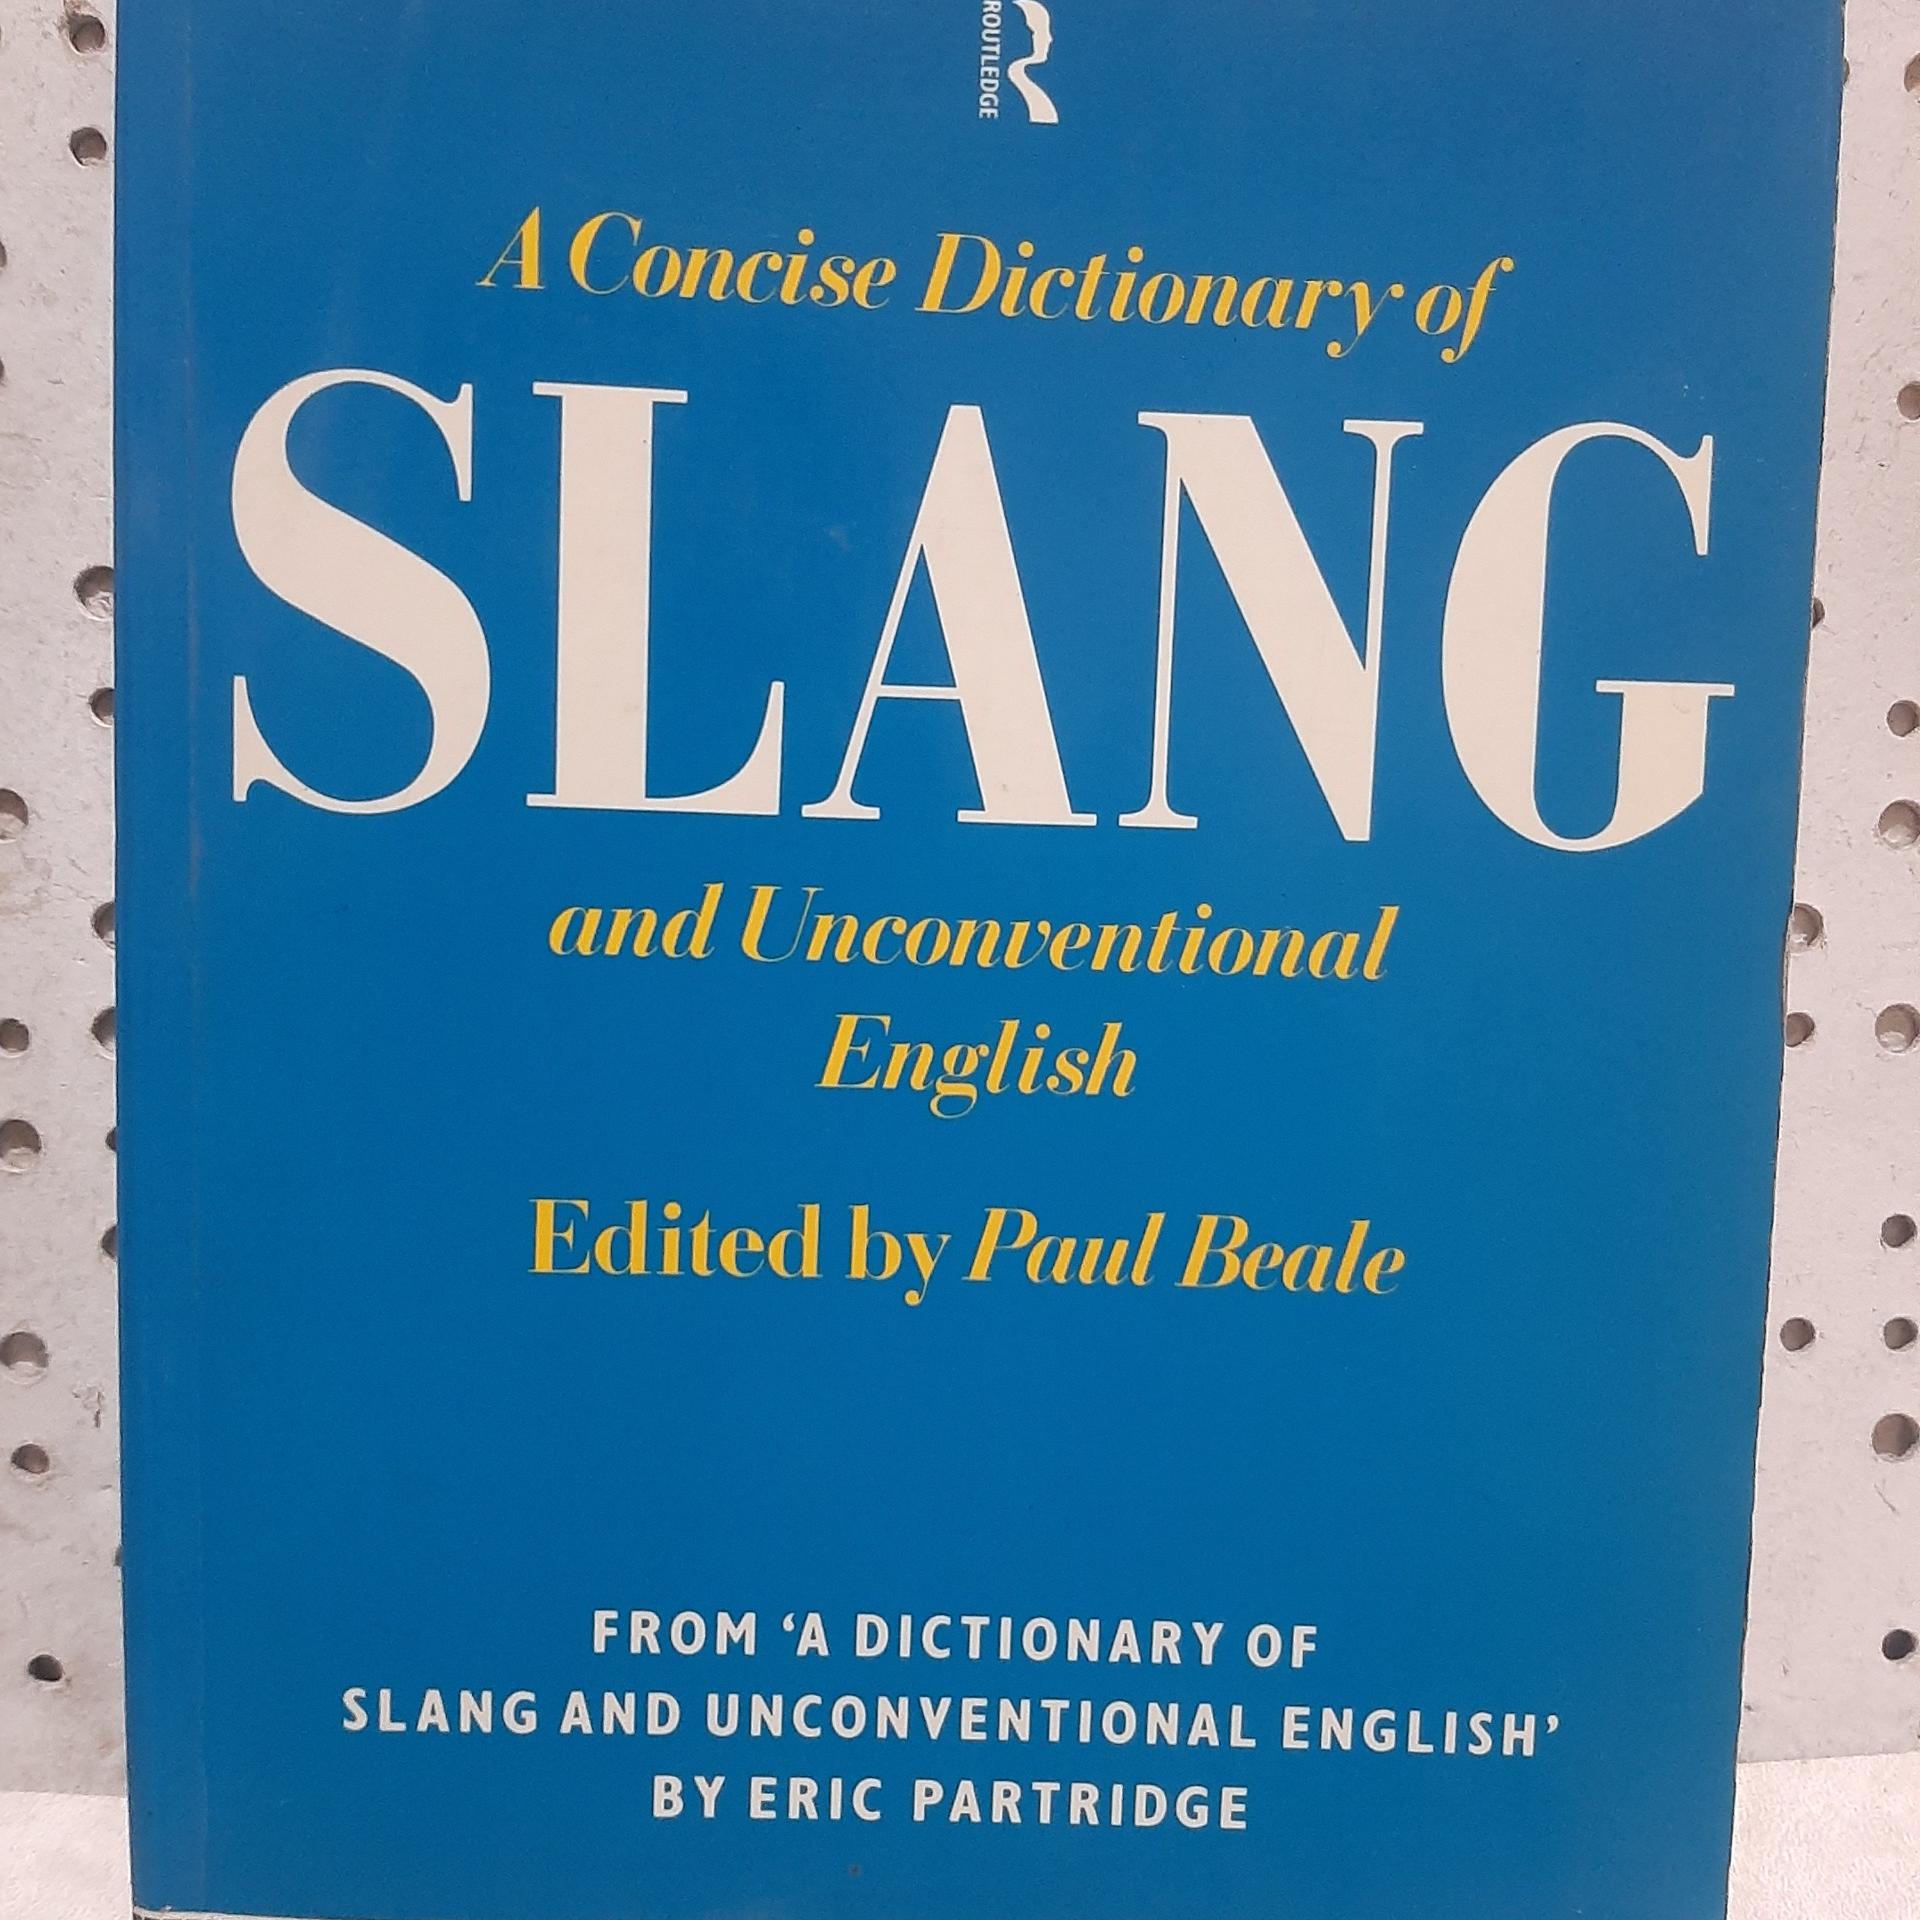 ROUTLEDGE
A Concise Dictionary of
SLANG
and Unconventional
English
Edited by Paul Beale
FROM ‘A DICTIONARY OF
SLANG AND UNCONVENTIONAL ENGLISH’
BY ERIC PARTRIDGE